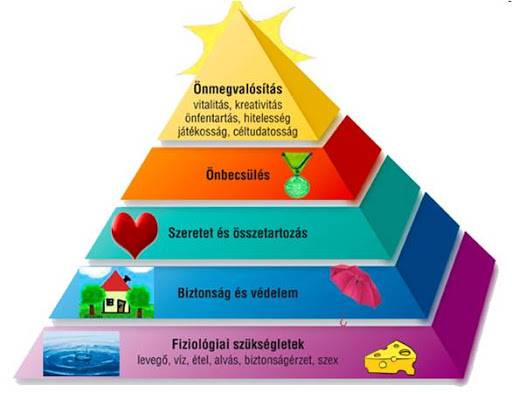 Önmegvalósítás
vitalitás, kreativitás
önfentartás, hitelesség
játékosság, céltudatosság
Önbecsülés
Szeretet és összetartozás
Biztonság és védelem
Fiziológiai szükségletek
levegő, víz, étel, alvás, biztonságérzet, szex